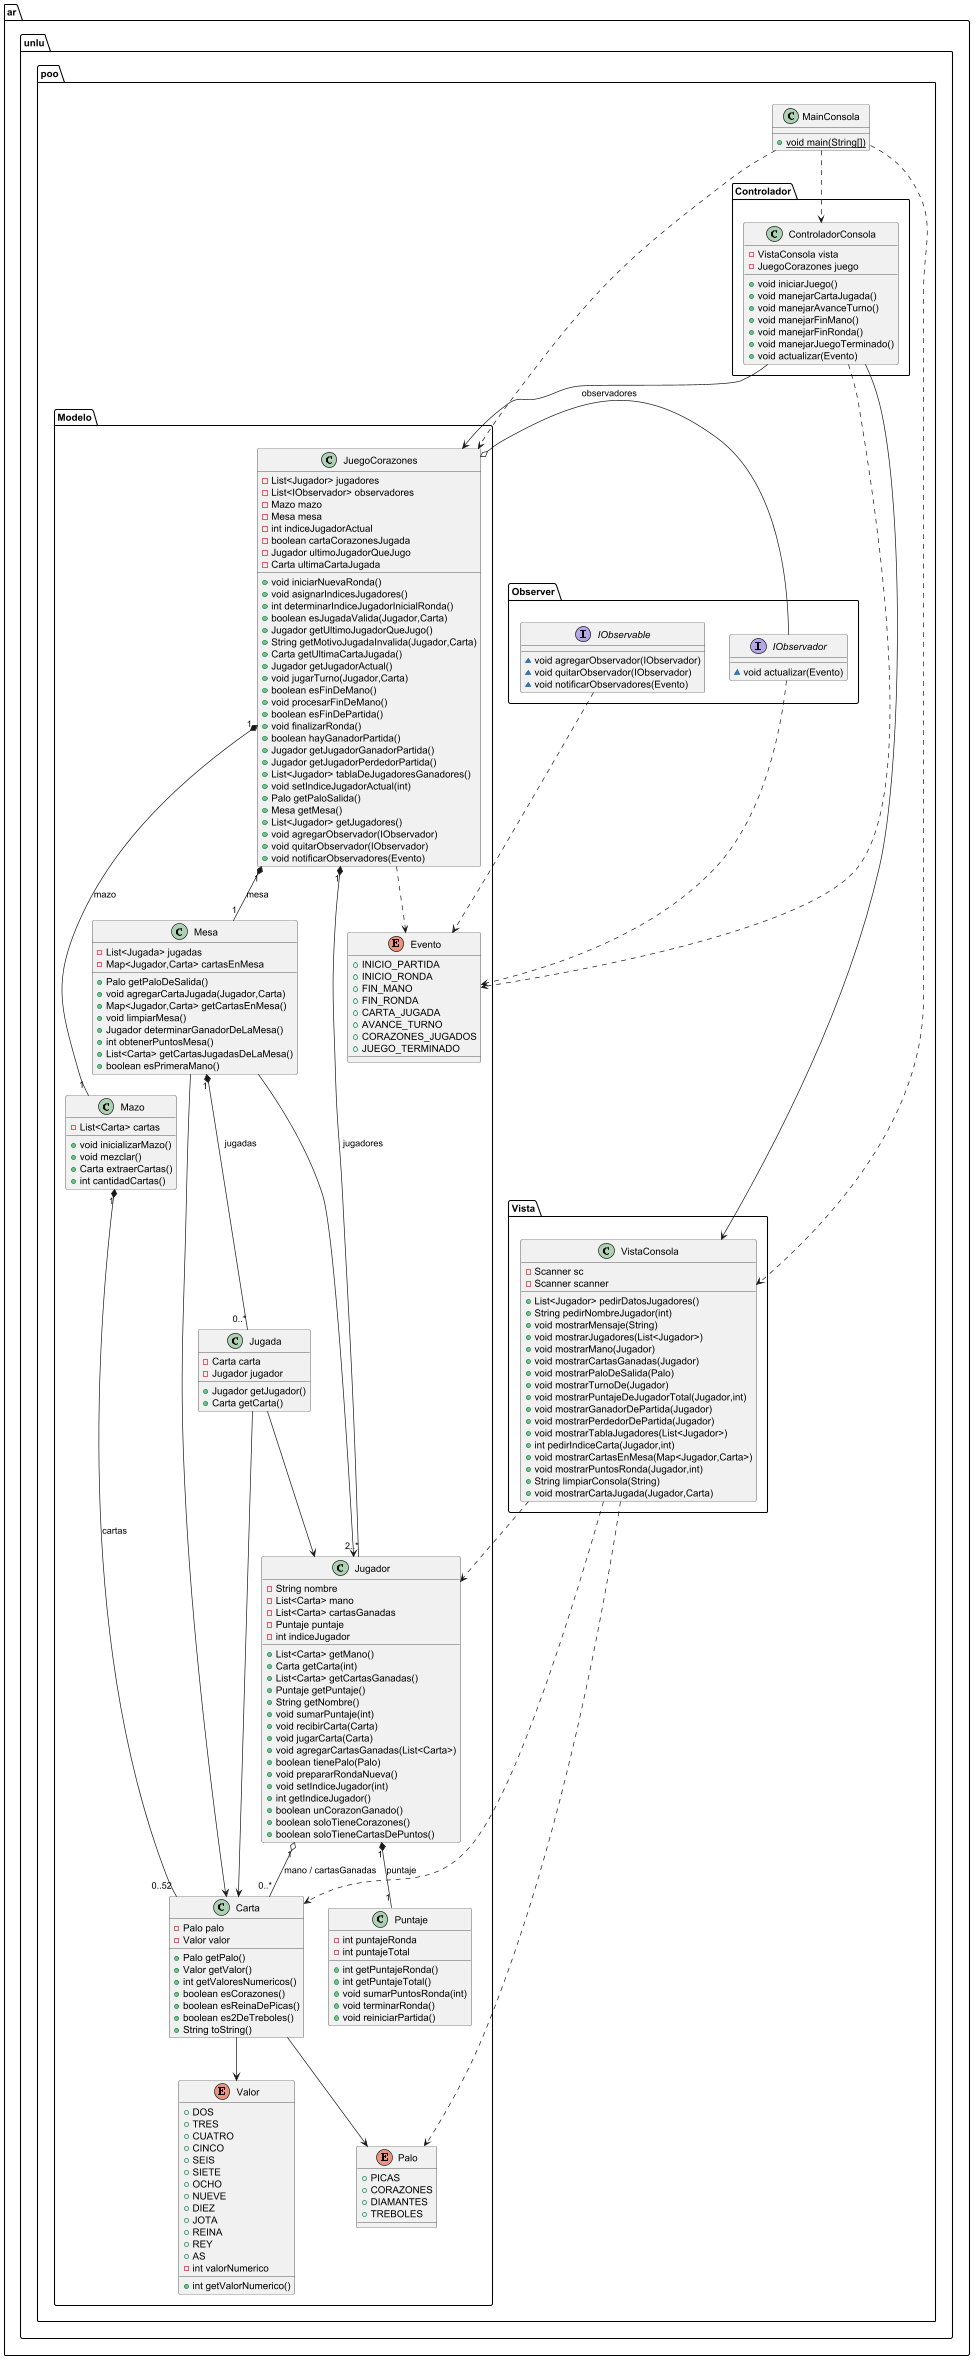 ar
unlu
poo
MainConsola
void main(String[])
Controlador
ControladorConsola
VistaConsola vista
JuegoCorazones juego
void iniciarJuego()
void manejarCartaJugada()
void manejarAvanceTurno()
void manejarFinMano()
void manejarFinRonda()
void manejarJuegoTerminado()
void actualizar(Evento)
observadores
Modelo
JuegoCorazones
List<Jugador> jugadores
List<IObservador> observadores
Mazo mazo
Mesa mesa
int indiceJugadorActual
boolean cartaCorazonesJugada
Jugador ultimoJugadorQueJugo
Carta ultimaCartaJugada
void iniciarNuevaRonda()
void asignarIndicesJugadores()
int determinarIndiceJugadorInicialRonda()
boolean esJugadaValida(Jugador,Carta)
Jugador getUltimoJugadorQueJugo()
String getMotivoJugadaInvalida(Jugador,Carta)
Carta getUltimaCartaJugada()
Jugador getJugadorActual()
void jugarTurno(Jugador,Carta)
boolean esFinDeMano()
void procesarFinDeMano()
boolean esFinDePartida()
void finalizarRonda()
boolean hayGanadorPartida()
Jugador getJugadorGanadorPartida()
Jugador getJugadorPerdedorPartida()
List<Jugador> tablaDeJugadoresGanadores()
void setIndiceJugadorActual(int)
Palo getPaloSalida()
Mesa getMesa()
List<Jugador> getJugadores()
void agregarObservador(IObservador)
void quitarObservador(IObservador)
void notificarObservadores(Evento)
Observer
IObservable
void agregarObservador(IObservador)
void quitarObservador(IObservador)
void notificarObservadores(Evento)
IObservador
void actualizar(Evento)
1
1
1
mazo
mesa
1
Mesa
List<Jugada> jugadas
Map<Jugador,Carta> cartasEnMesa
Palo getPaloDeSalida()
void agregarCartaJugada(Jugador,Carta)
Map<Jugador,Carta> getCartasEnMesa()
void limpiarMesa()
Jugador determinarGanadorDeLaMesa()
int obtenerPuntosMesa()
List<Carta> getCartasJugadasDeLaMesa()
boolean esPrimeraMano()
Evento
INICIO_PARTIDA
INICIO_RONDA
FIN_MANO
FIN_RONDA
CARTA_JUGADA
AVANCE_TURNO
CORAZONES_JUGADOS
JUEGO_TERMINADO
1
1
Mazo
List<Carta> cartas
void inicializarMazo()
void mezclar()
Carta extraerCartas()
int cantidadCartas()
1
jugadas
jugadores
0..*
Jugada
Carta carta
Jugador jugador
Jugador getJugador()
Carta getCarta()
Vista
VistaConsola
Scanner sc
Scanner scanner
List<Jugador> pedirDatosJugadores()
String pedirNombreJugador(int)
void mostrarMensaje(String)
void mostrarJugadores(List<Jugador>)
void mostrarMano(Jugador)
void mostrarCartasGanadas(Jugador)
void mostrarPaloDeSalida(Palo)
void mostrarTurnoDe(Jugador)
void mostrarPuntajeDeJugadorTotal(Jugador,int)
void mostrarGanadorDePartida(Jugador)
void mostrarPerdedorDePartida(Jugador)
void mostrarTablaJugadores(List<Jugador>)
int pedirIndiceCarta(Jugador,int)
void mostrarCartasEnMesa(Map<Jugador,Carta>)
void mostrarPuntosRonda(Jugador,int)
String limpiarConsola(String)
void mostrarCartaJugada(Jugador,Carta)
cartas
2..*
Jugador
String nombre
List<Carta> mano
List<Carta> cartasGanadas
Puntaje puntaje
int indiceJugador
List<Carta> getMano()
Carta getCarta(int)
List<Carta> getCartasGanadas()
Puntaje getPuntaje()
String getNombre()
void sumarPuntaje(int)
void recibirCarta(Carta)
void jugarCarta(Carta)
void agregarCartasGanadas(List<Carta>)
boolean tienePalo(Palo)
void prepararRondaNueva()
void setIndiceJugador(int)
int getIndiceJugador()
boolean unCorazonGanado()
boolean soloTieneCorazones()
boolean soloTieneCartasDePuntos()
1
1
mano / cartasGanadas
puntaje
0..52
0..*
1
Carta
Palo palo
Valor valor
Palo getPalo()
Valor getValor()
int getValoresNumericos()
boolean esCorazones()
boolean esReinaDePicas()
boolean es2DeTreboles()
String toString()
Puntaje
int puntajeRonda
int puntajeTotal
int getPuntajeRonda()
int getPuntajeTotal()
void sumarPuntosRonda(int)
void terminarRonda()
void reiniciarPartida()
Valor
DOS
TRES
CUATRO
CINCO
SEIS
SIETE
OCHO
NUEVE
DIEZ
JOTA
REINA
REY
AS
int valorNumerico
int getValorNumerico()
Palo
PICAS
CORAZONES
DIAMANTES
TREBOLES